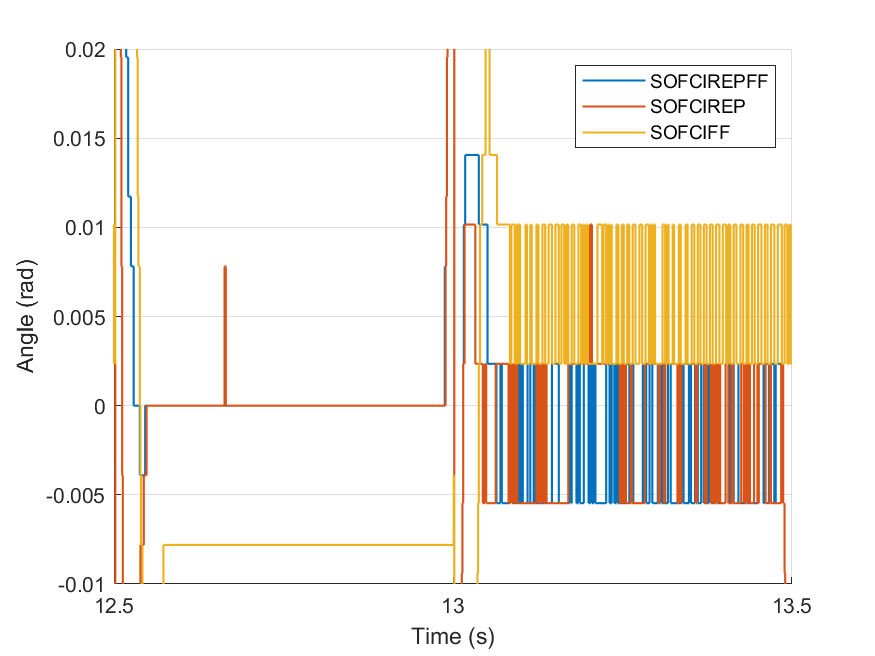 0.02
0.015
0.01
0.005
0
-0.005
-0.01
12.5
13
13.5
Angle (rad)
Time (s)
SOFCIREPFF
SOFCIREP
SOFCIFF